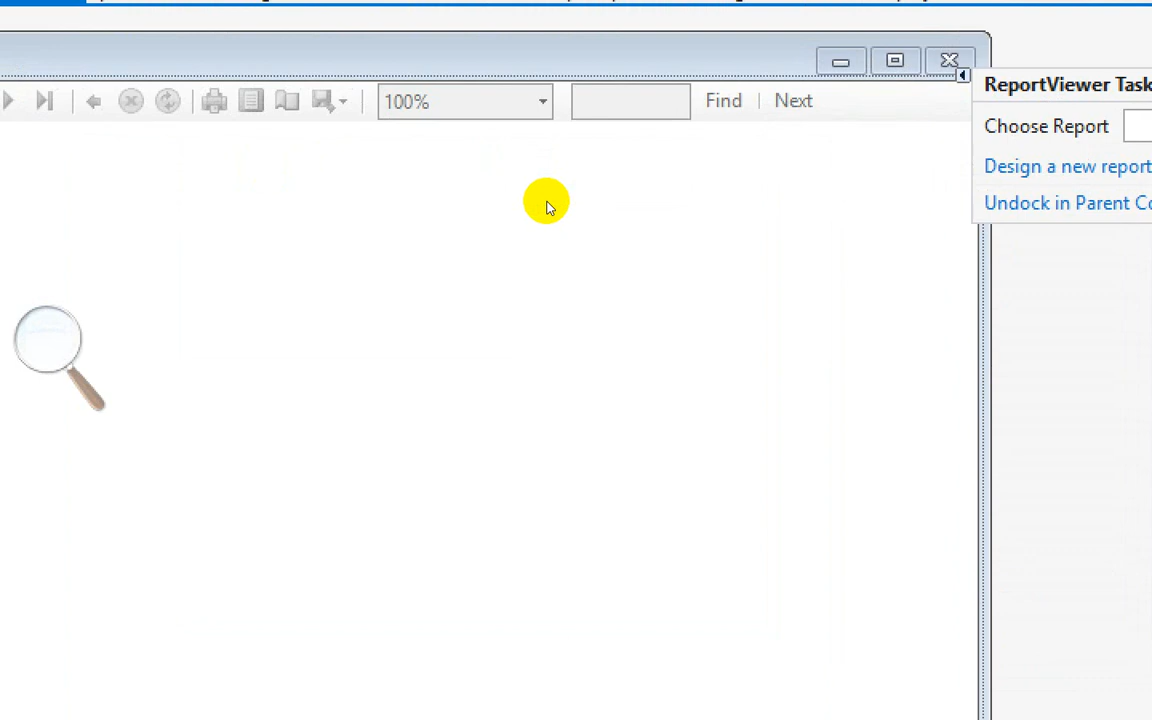 100%
Find
Next
ReportViewer Task
Choose Report
Design a new report
Undock in Parent Co